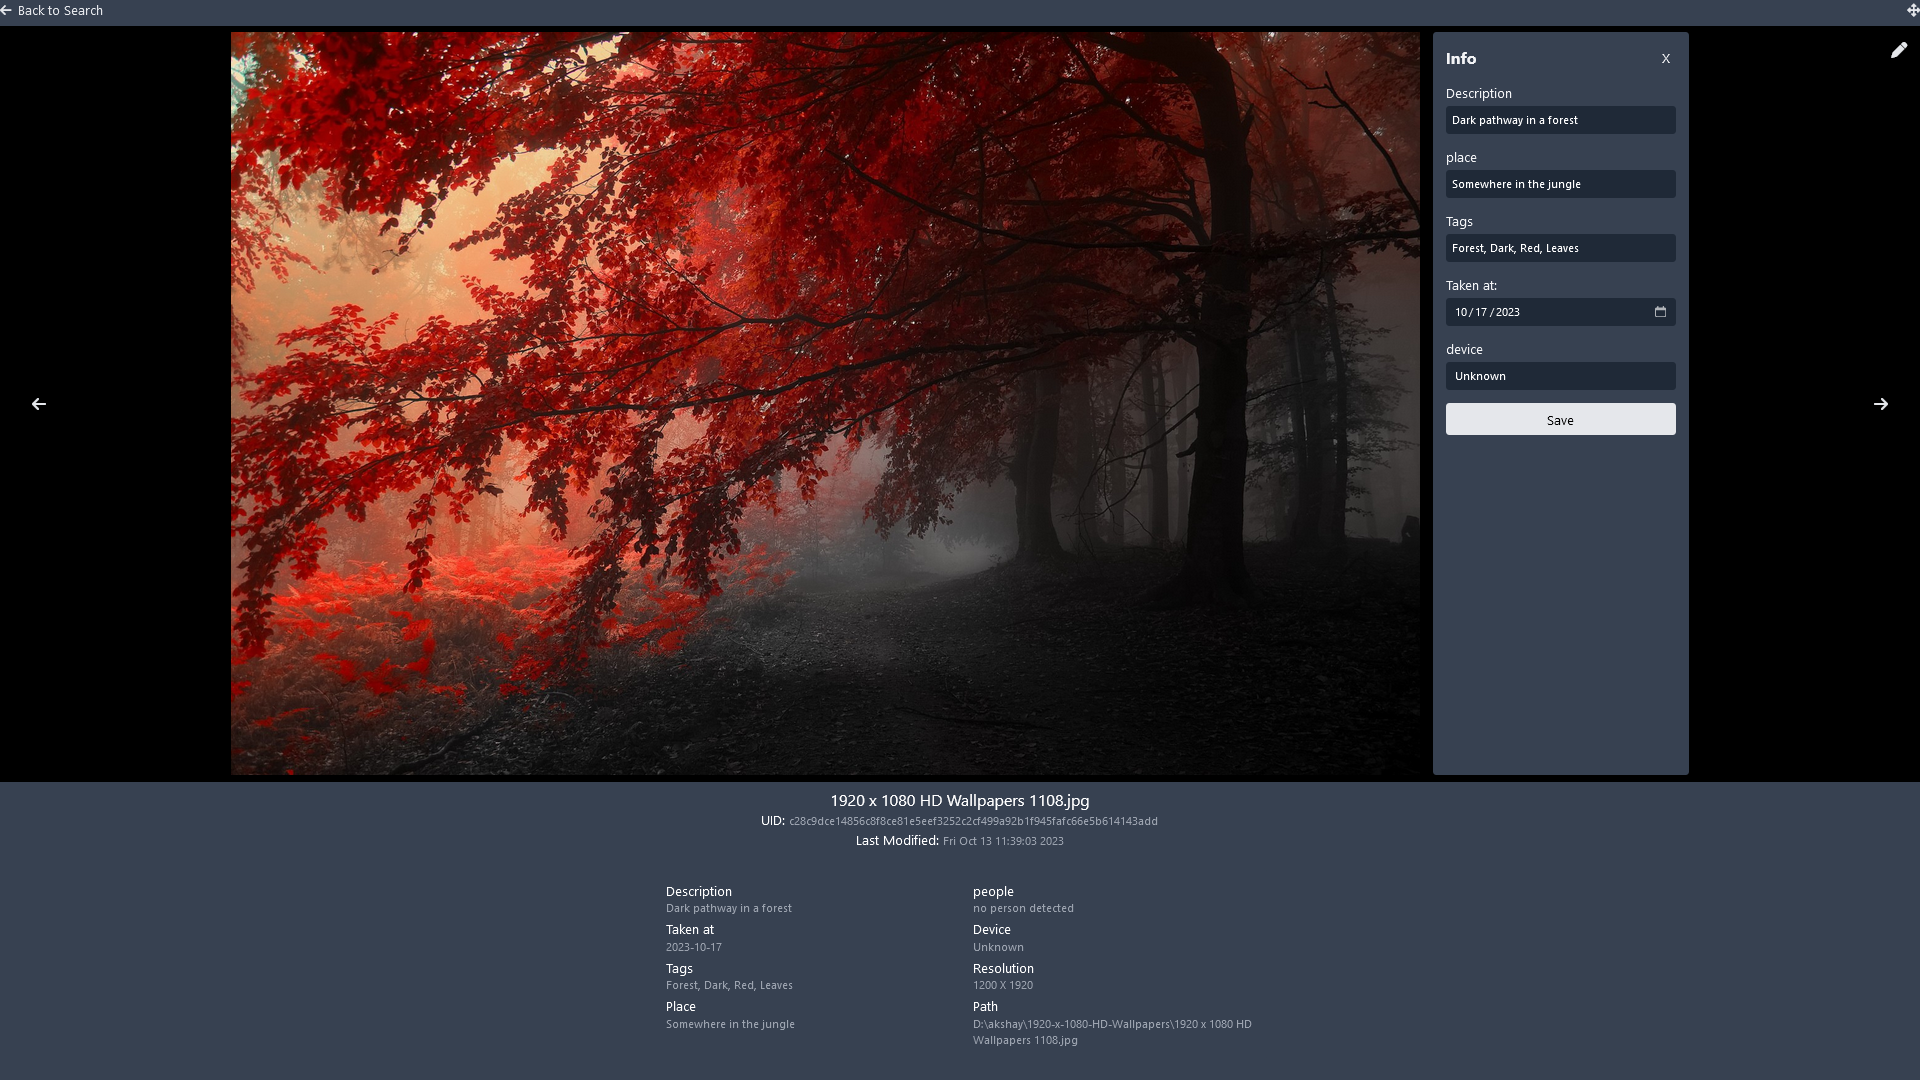 Back to Search
Info
X
Description
Dark pathway in a forest
place
Somewhere in the jungle
Tags
Forest, Dark, Red, Leaves
Taken at:
10/17/2023
device
Unknown
Save
1920 x 1080 HD Wallpapers 1108.jpg
UID: c28c9dce14856c8f8ce81e5eef3252c2cf499a92b1f945fafc66e5b614143add
Last Modified: Fri Oct 13 11:39:03 2023
Description
Dark pathway in a forest
Taken at
2023-10-17
Tags
Forest, Dark, Red, Leaves
Place
Somewhere in the jungle
people
no person detected
Device
Unknown
Resolution
1200 X 1920
Path
D:\akshay\1920-x-1080-HD-Wallpapers\1920 x 1080 HD
Wallpapers 1108.jpg